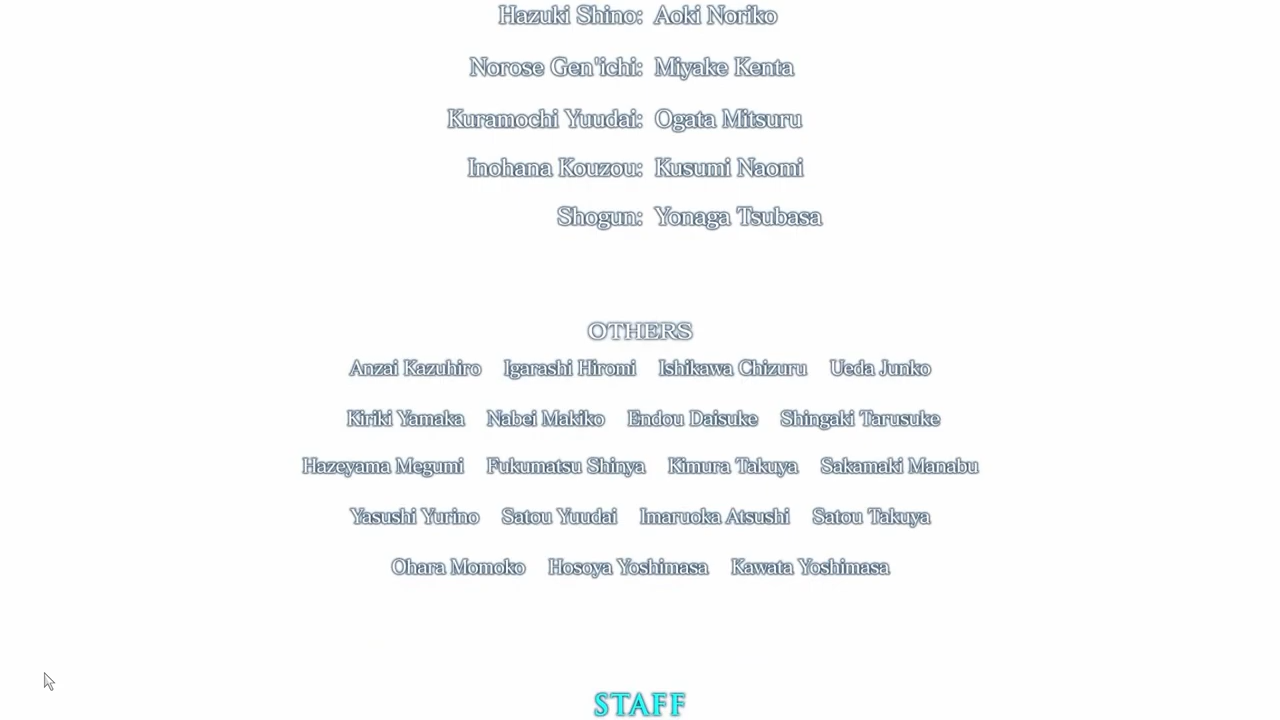 Hazuki Shino: Aoki Noriko
Norose Gen'ichi: Miyake Kenta
Kuramochi Yuudai: Ogata Mitsuru
Inohana Kouzou: Kusumi Naomi
Shogun: Yonaga Tsubasa
OTHERS
Anzai Kazuhiro Igarashi Hiromi Ishikawa Chizuru Ueda Junko
Kiriki Yamaka Nabei Makiko Endou Daisuke Shingaki Tarusuke
Hazeyama Megumi Fukumatsu Shinya Kimura Takuya Sakamaki Manabu
Yasushi Yurino Satou Yuudai Imaruoka Atsushi Satou Takuya
Ohara Momoko Hosoya Yoshimasa Kawata Yoshimasa
STAFF